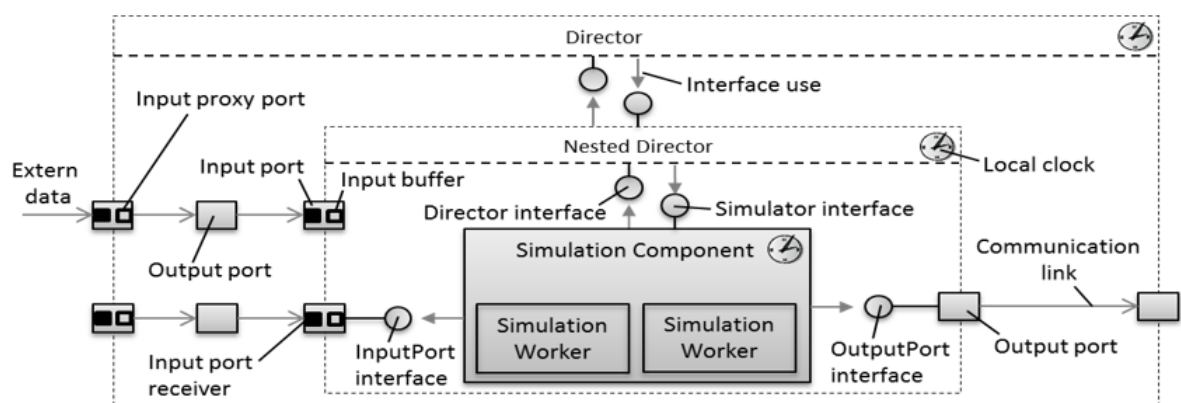 Director
Input proxy port
Interface use
Nested Director
Local clock
Extern
data
Input port
Input buffer
Director interface
Simulator interface
Simulation Component
Communication
link
Output port
Simulation
Worker
Simulation
Worker
Input port
receiver
InputPort
interface
OutputPort
interface
Output port